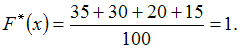 F*(x) = (35 + 30 + 20 + 15) / 100 = 1.